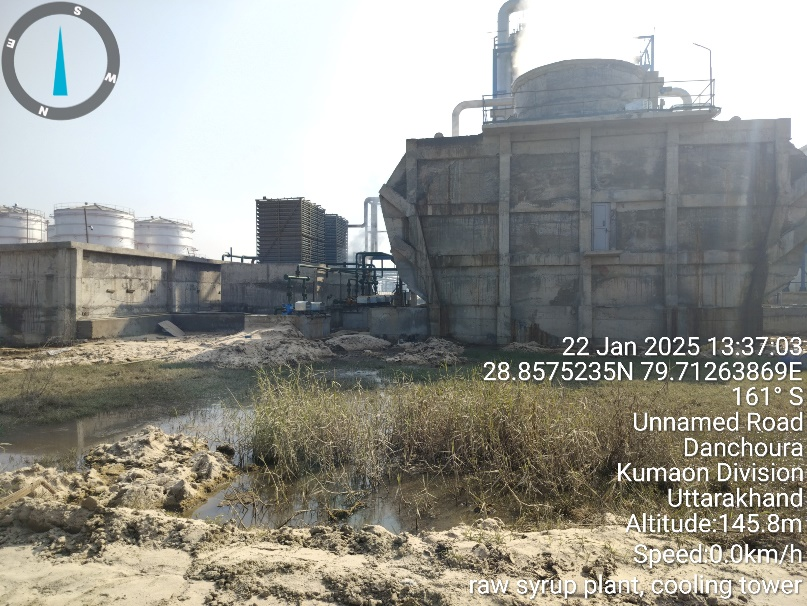 S
E
W
N
22 Jan 2025 13:37:03
28.8575235N 79.71263869E
161° S
Unnamed Road
Danchoura
Kumaon Division
Uttarakhand
Altitude:145.8m
Speed:0.0km/h
raw syrup plant, cooling tower